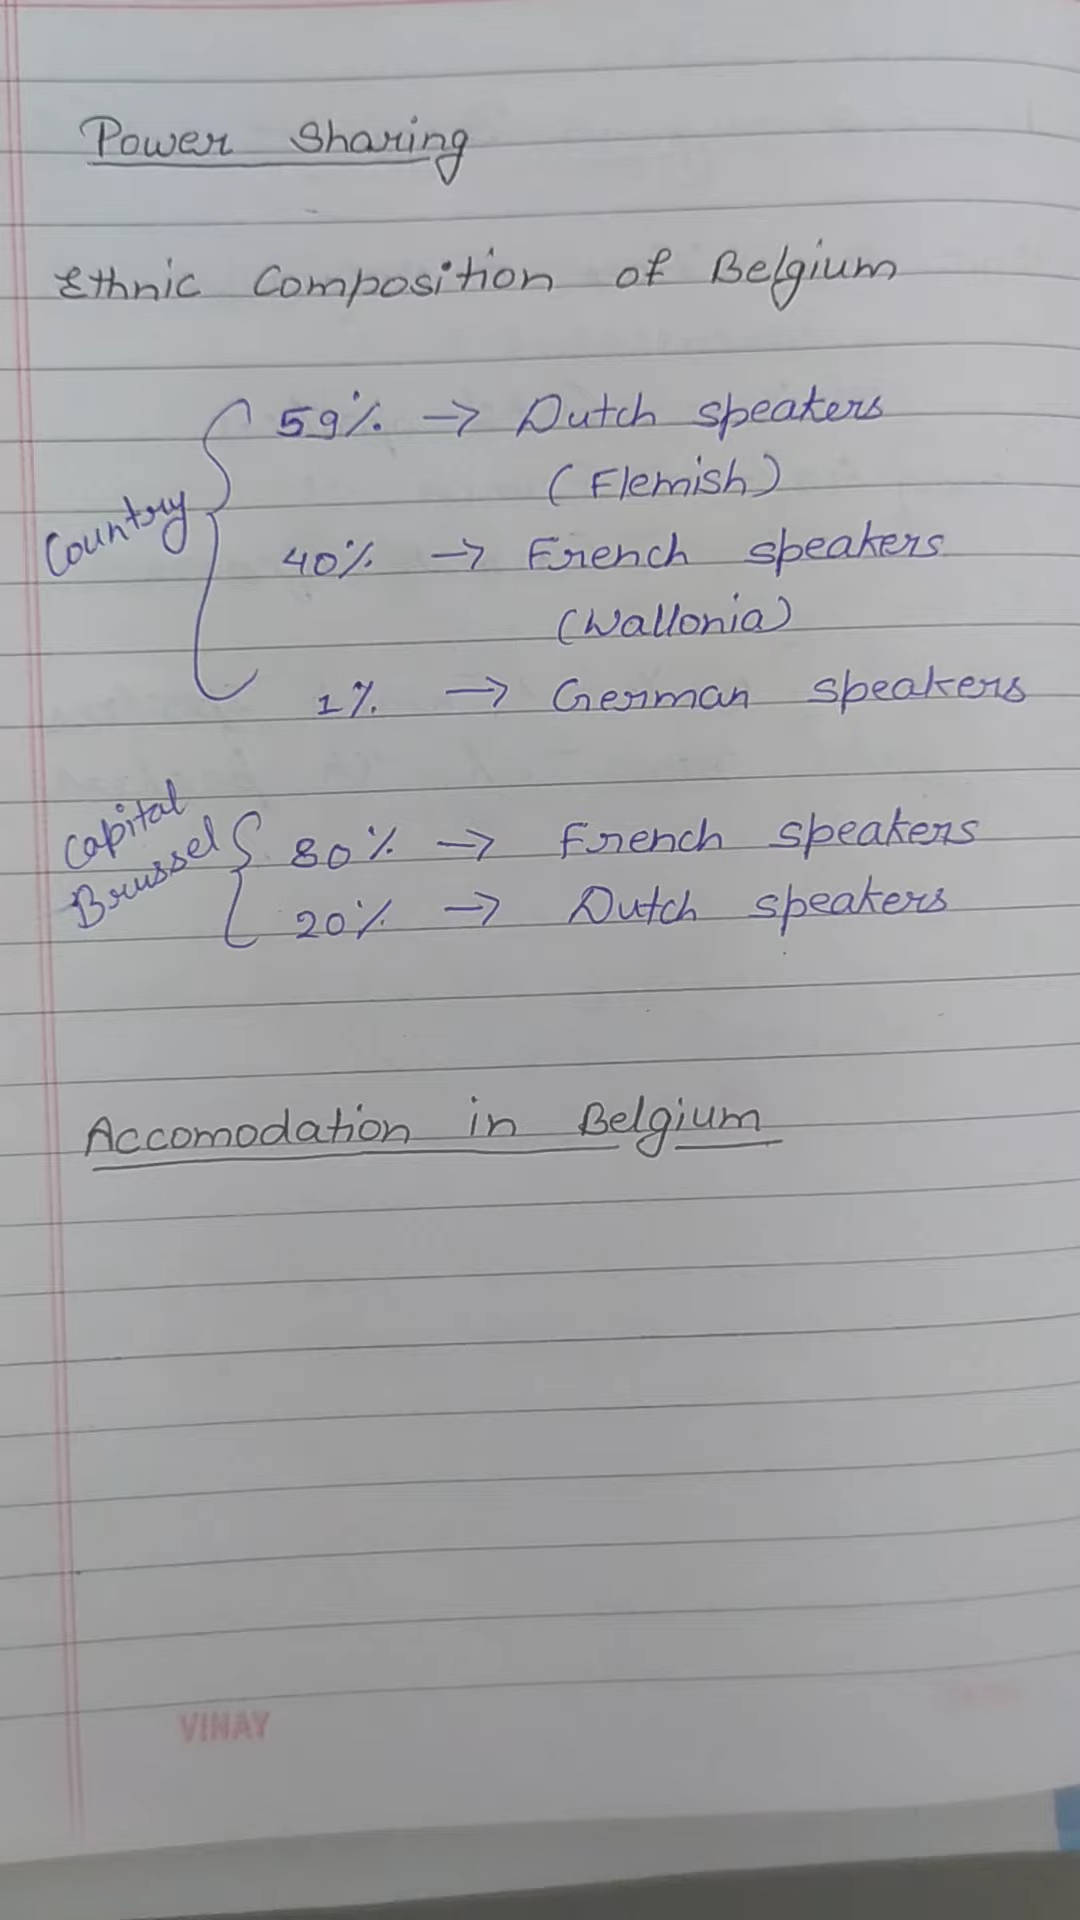 Power Sharing
Ethnic Composition of Belgium
Country
59% → Dutch speakers
(Flemish)
40% → French speakers
(Wallonia)
1% → German speakers
Capital
Brussel
80% → French speakers
20% → Dutch speakers
Accomodation in Belgium
VINAY